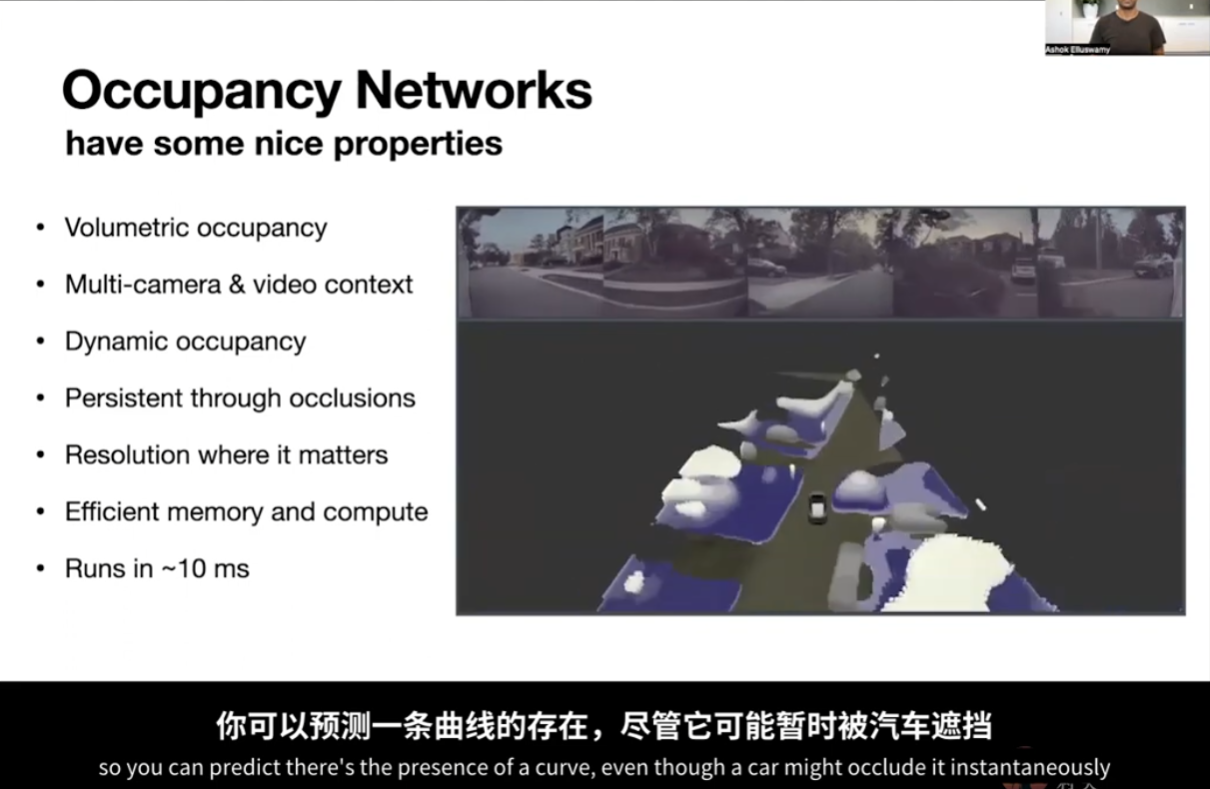 Ashok Elluswamy
Occupancy Networks
have some nice properties
• Volumetric occupancy
• Multi-camera & video context
• Dynamic occupancy
• Persistent through occlusions
• Resolution where it matters
• Efficient memory and compute
• Runs in ~10 ms
你可以预测一条曲线的存在，尽管它可能暂时被汽车遮挡
so you can predict there's the presence of a curve, even though a car might occlude it instantaneously